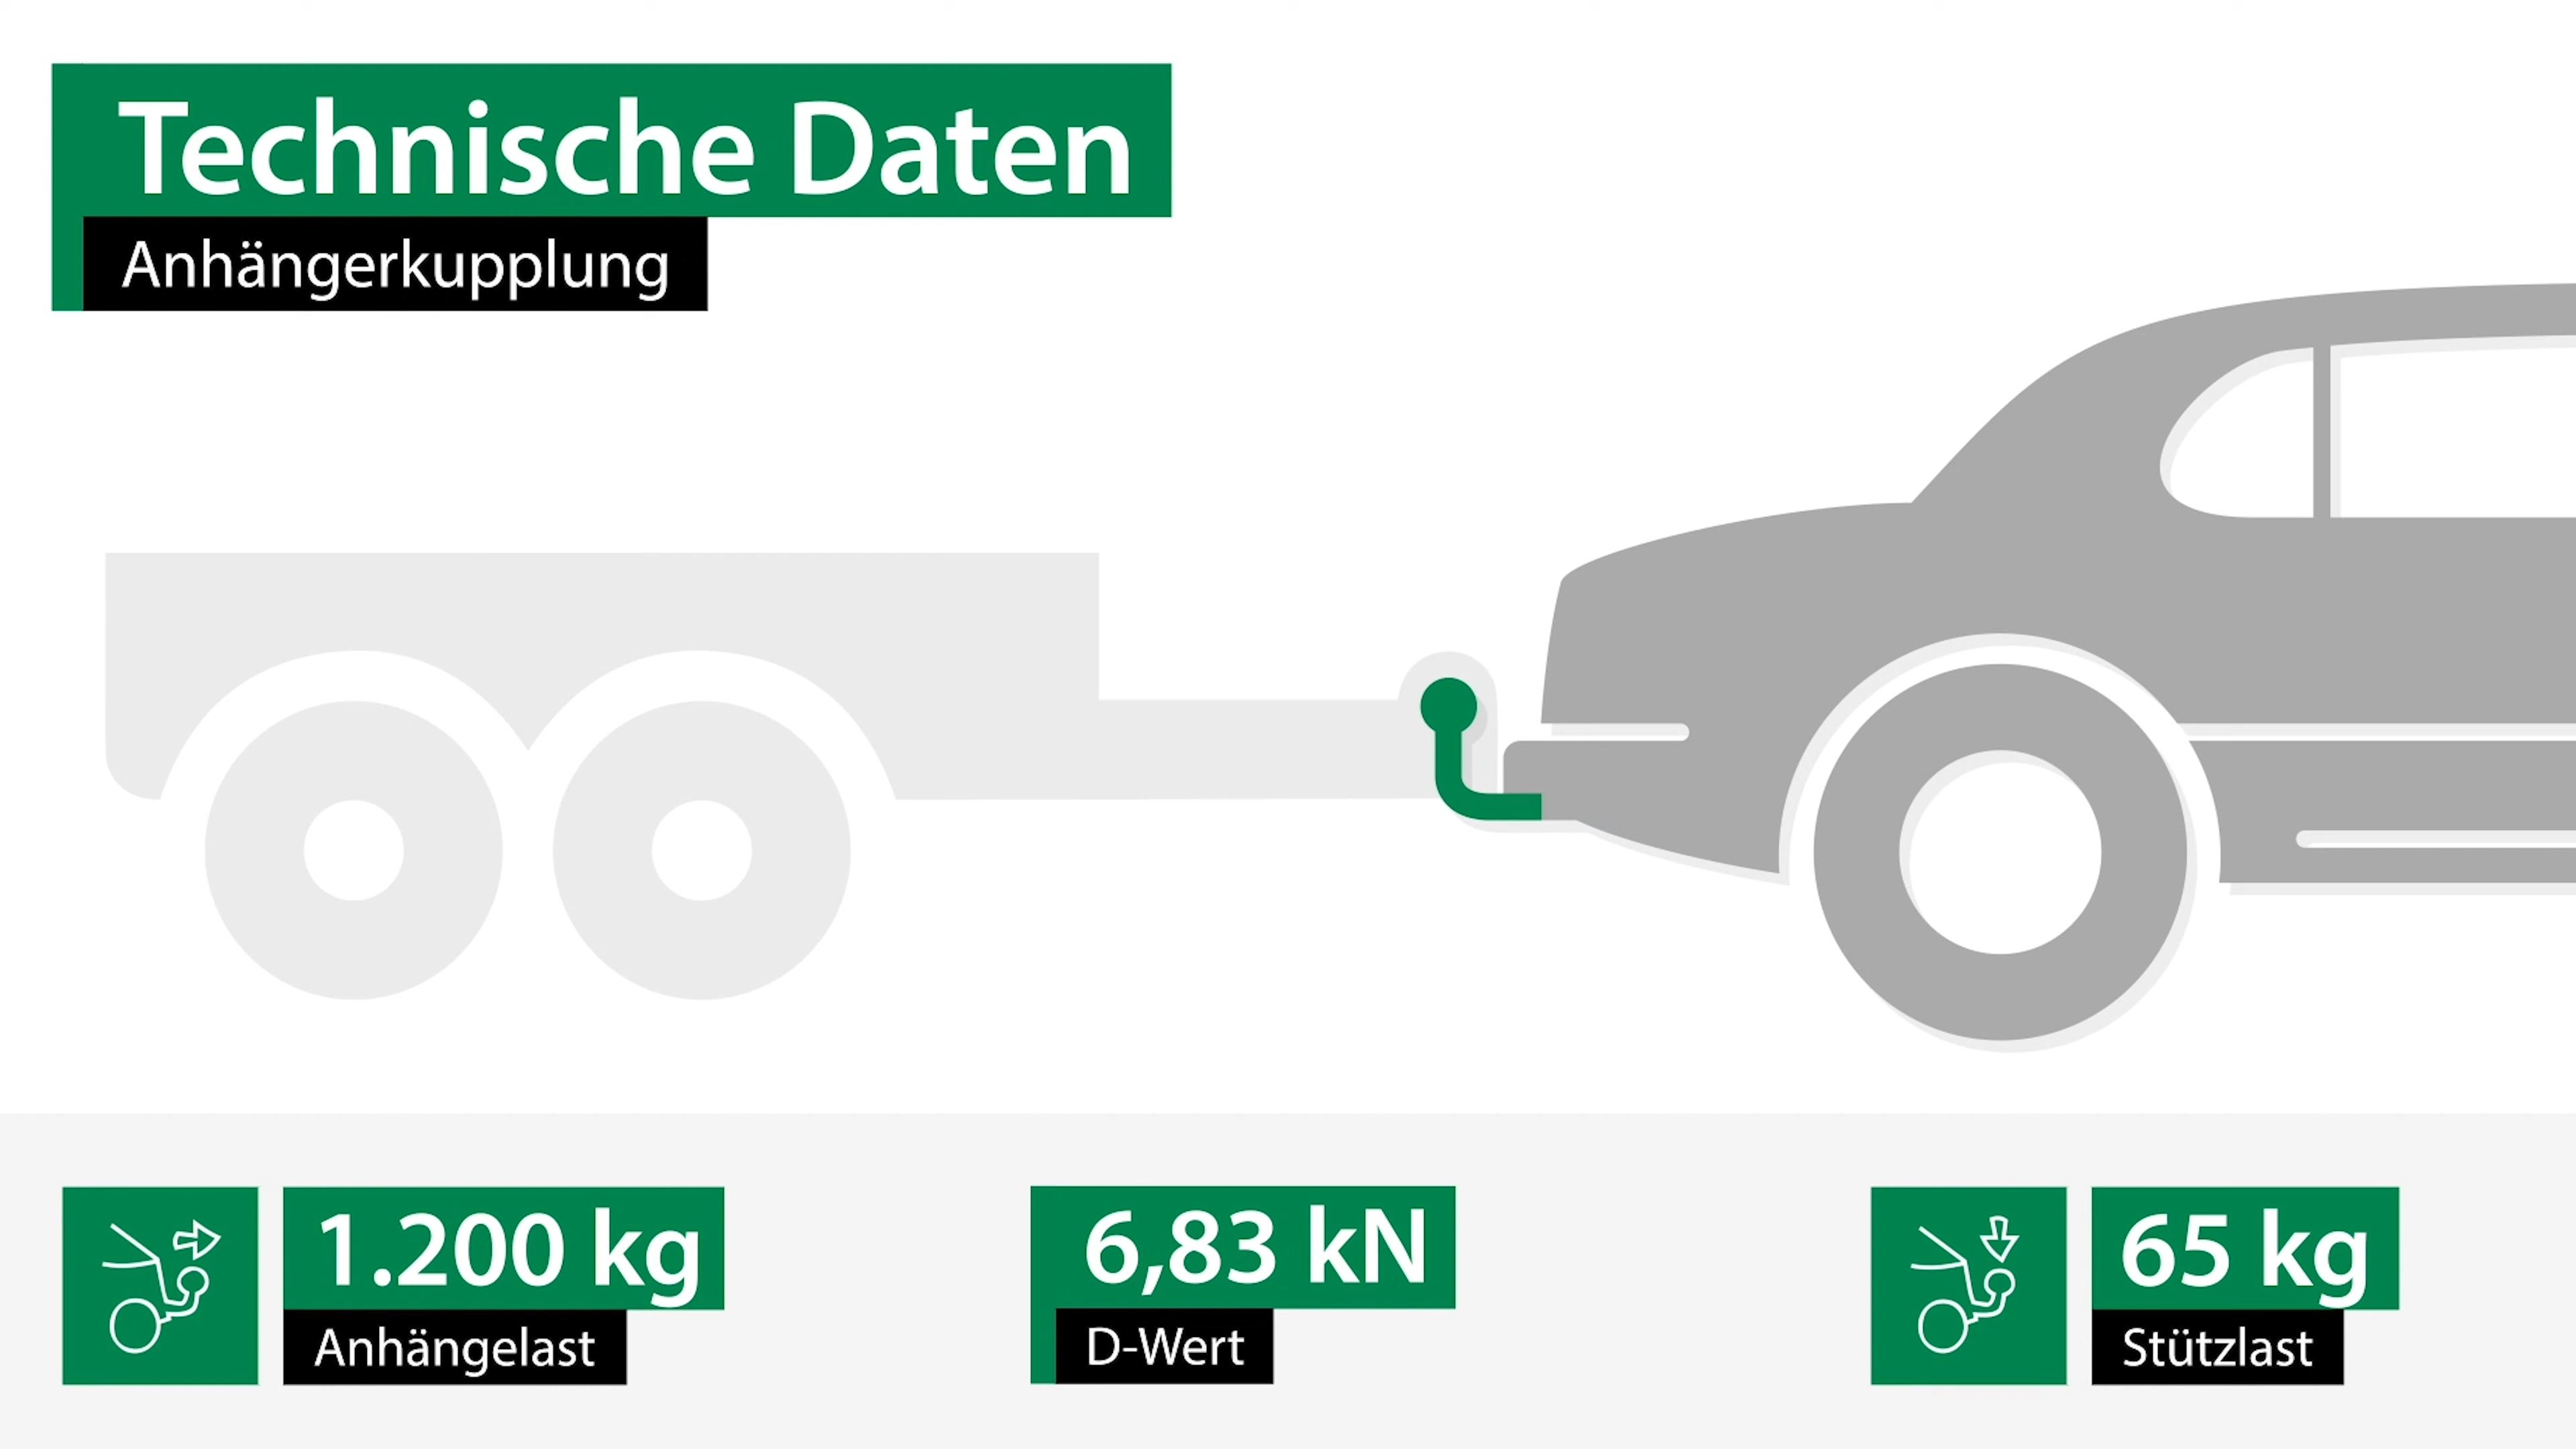 Technische Daten
Anhängerkupplung
1.200 kg
Anhängelast
6,83 kN
D-Wert
65 kg
Stützlast